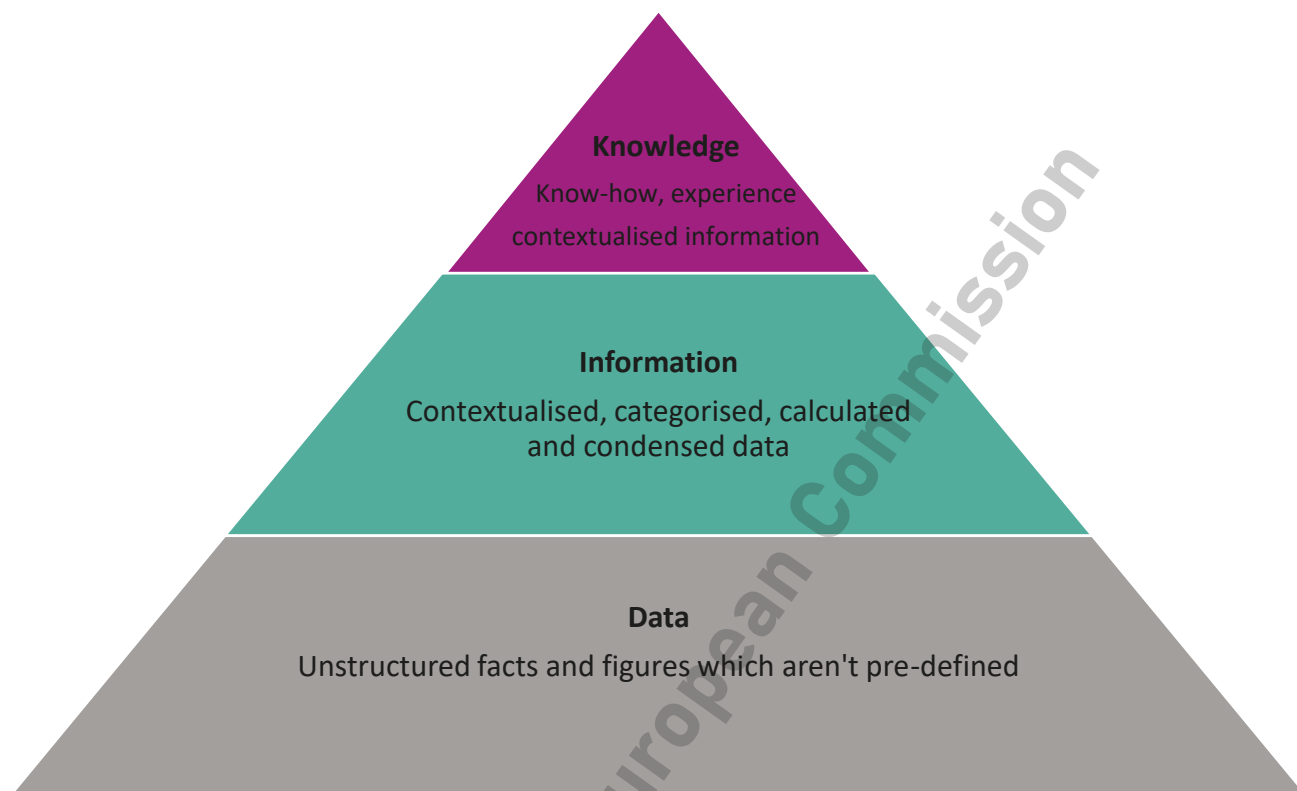 Knowledge
Know-how, experience
contextualised information
Information
Contextualised, categorised, calculated
and condensed data
Data
Unstructured facts and figures which aren't pre-defined
uropean Commission